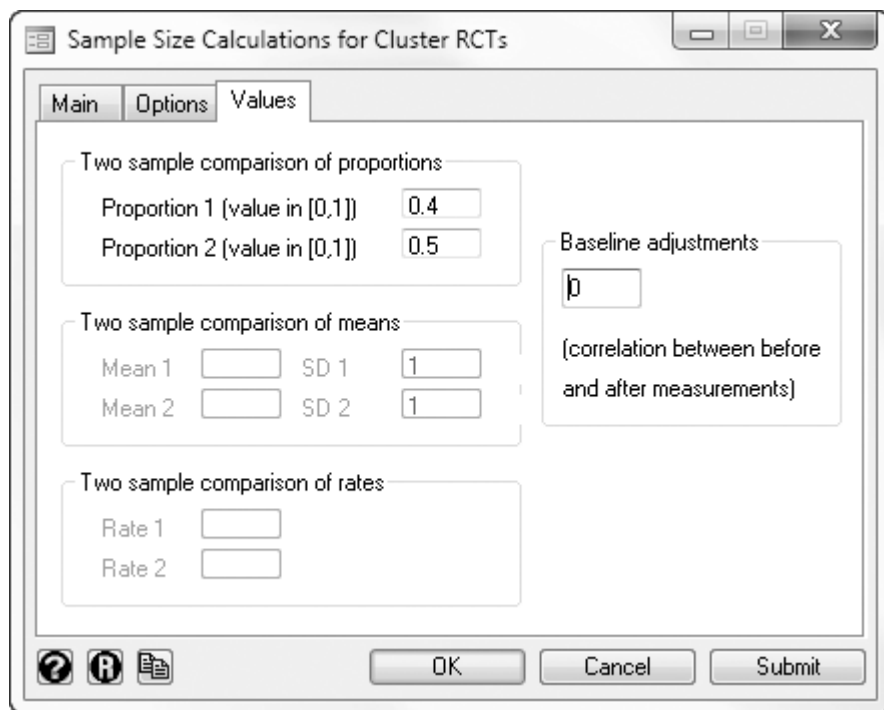 Sample Size Calculations for Cluster RCTs
Main Options Values
Two sample comparison of proportions
Proportion 1 (value in [0,1]) 0.4
Proportion 2 (value in [0,1]) 0.5
Two sample comparison of means
Mean 1 SD 1 1
Mean 2 SD 2 1
Two sample comparison of rates
Rate 1
Rate 2
Baseline adjustments
0
(correlation between before
and after measurements)
? R OK Cancel Submit